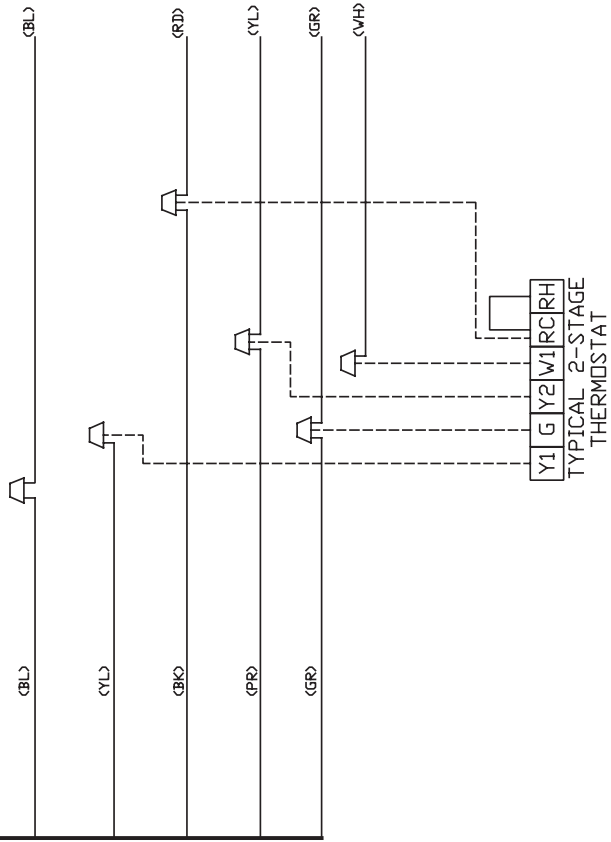 (BL)
(RD)
(YL)
(GR)
(WH)
(BL)
(YL)
(BK)
(PR)
(GR)
Y1 G Y2 W1 RC RH
TYPICAL 2-STAGE
THERMOSTAT